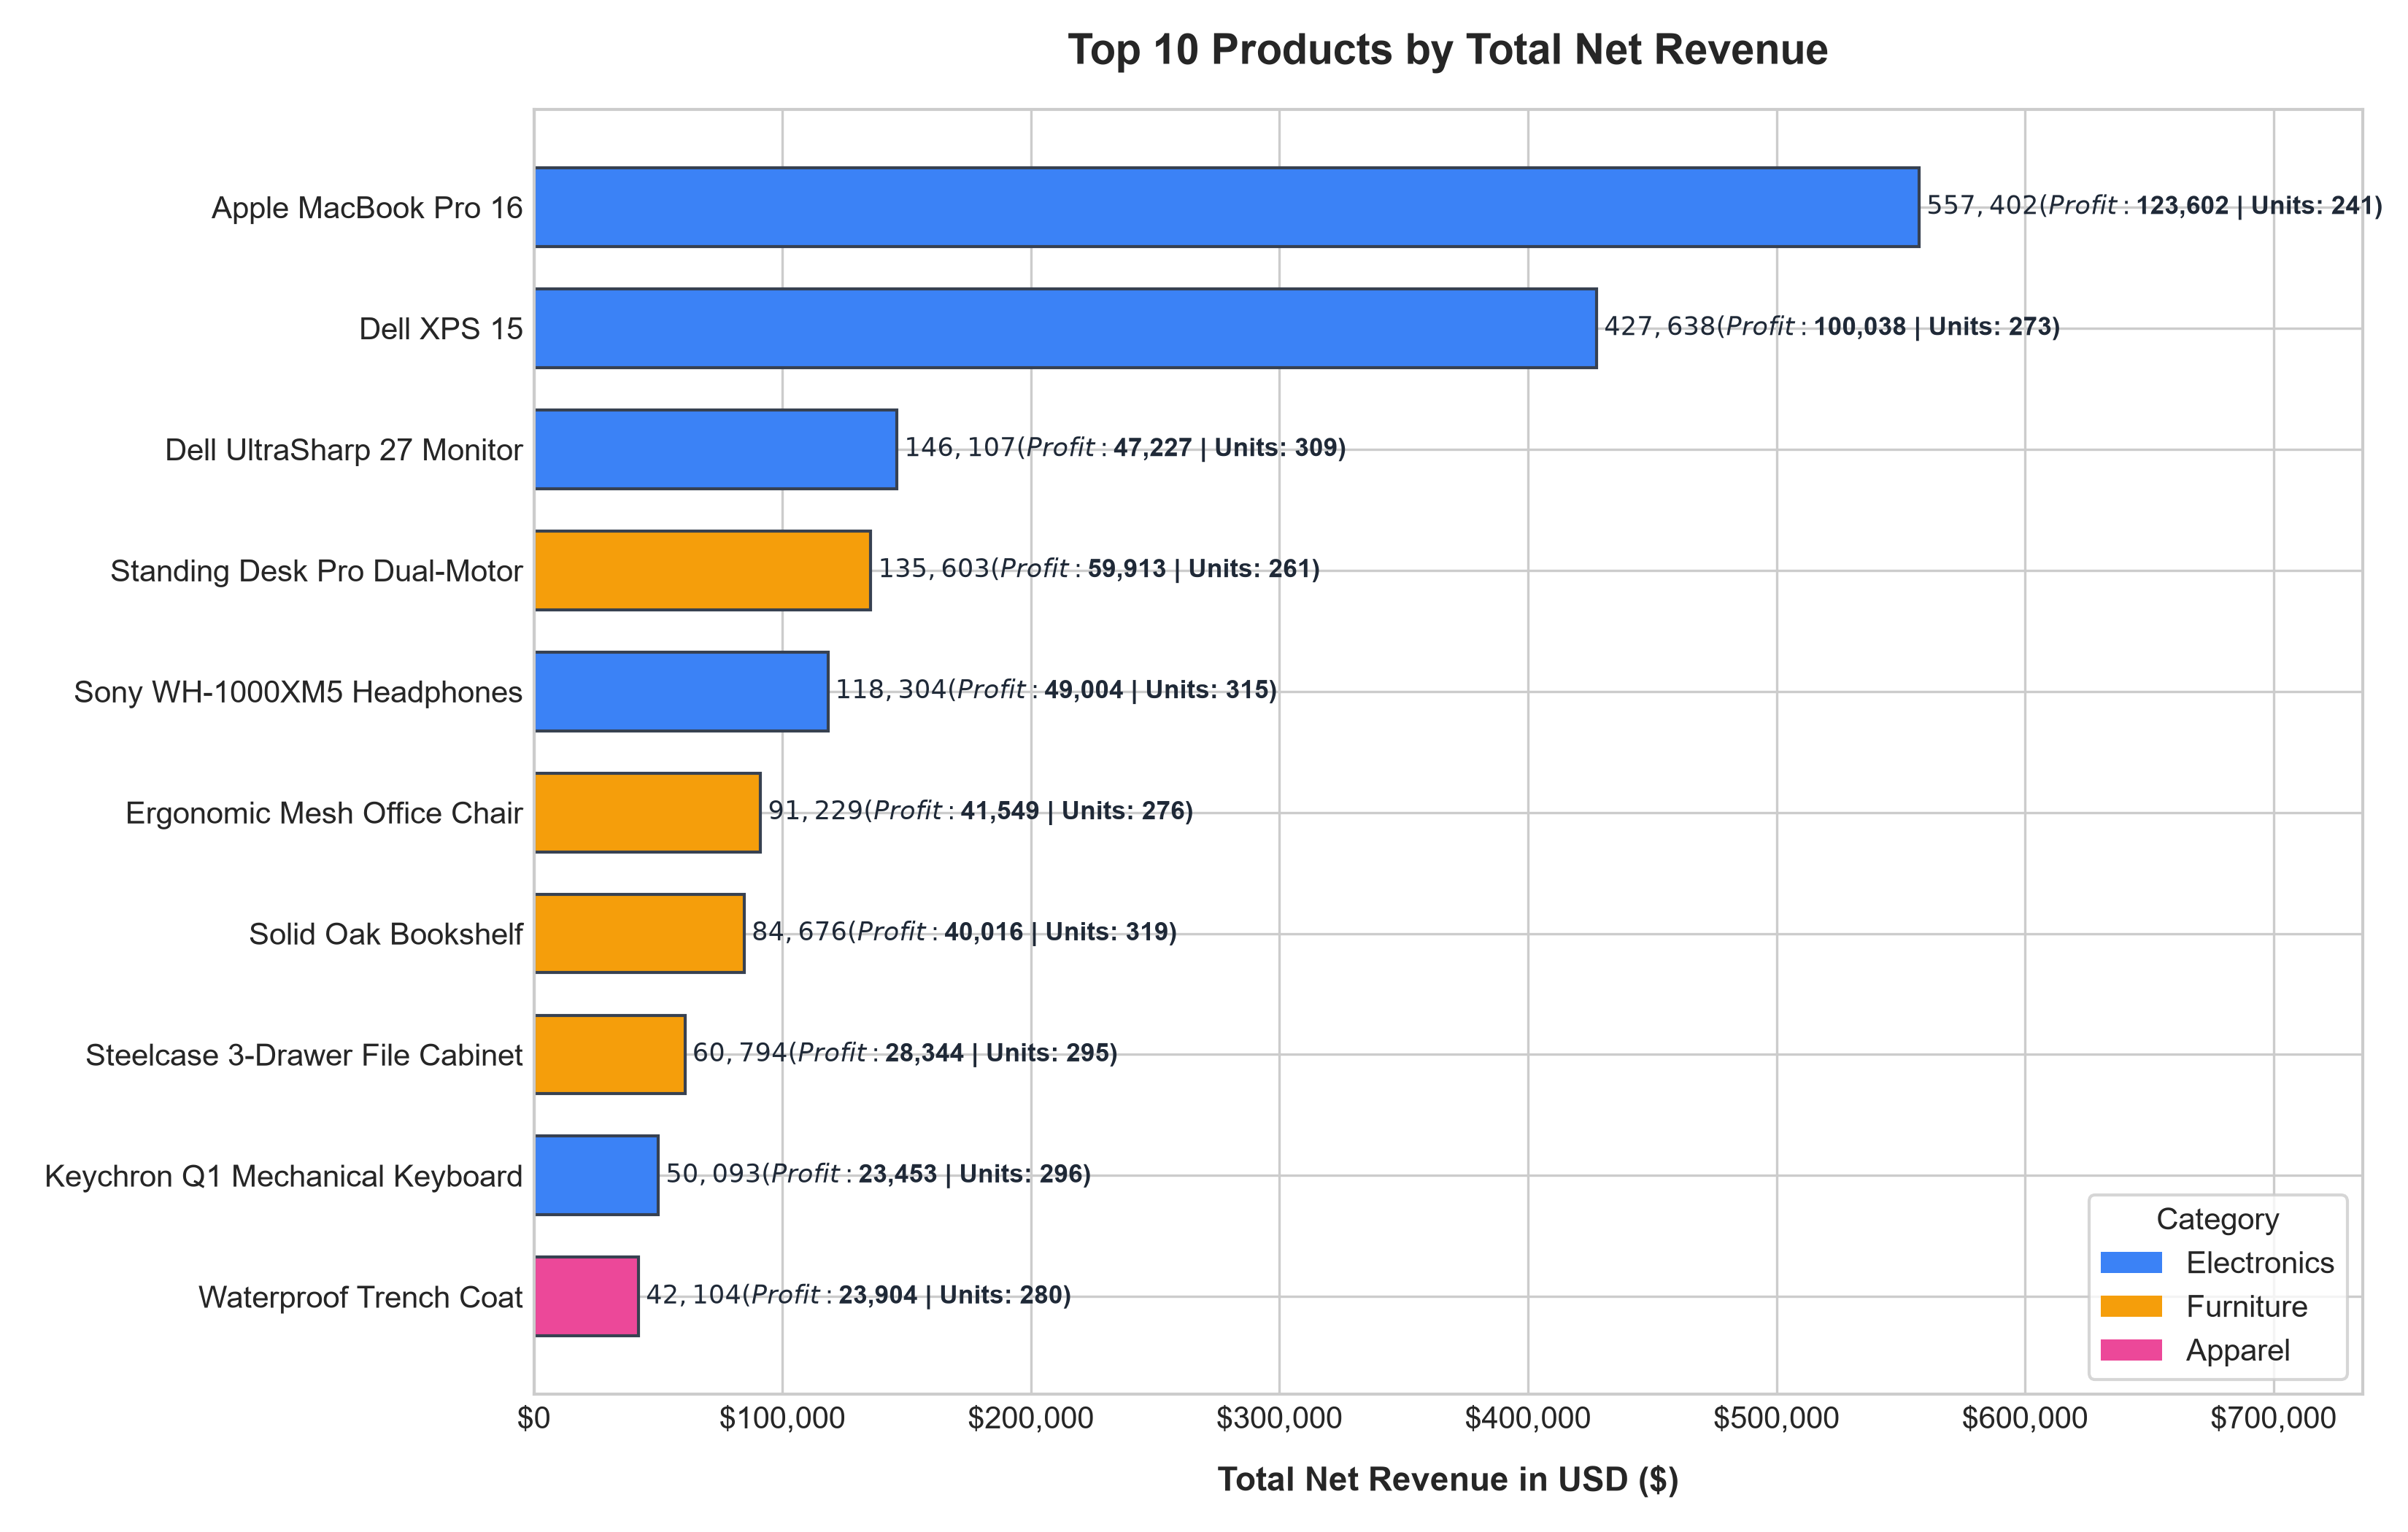 Top 10 Products by Total Net Revenue
Apple MacBook Pro 16
557, 402(Profit : 123,602 | Units: 241)
Dell XPS 15
427, 638(Profit : 100,038 | Units: 273)
Dell UltraSharp 27 Monitor
146, 107(Profit : 47,227 | Units: 309)
Standing Desk Pro Dual-Motor
135, 603(Profit : 59,913 | Units: 261)
Sony WH-1000XM5 Headphones
118, 304(Profit : 49,004 | Units: 315)
Ergonomic Mesh Office Chair
91, 229(Profit : 41,549 | Units: 276)
Solid Oak Bookshelf
84, 676(Profit : 40,016 | Units: 319)
Steelcase 3-Drawer File Cabinet
60, 794(Profit : 28,344 | Units: 295)
Keychron Q1 Mechanical Keyboard
50, 093(Profit : 23,453 | Units: 296)
Waterproof Trench Coat
42, 104(Profit : 23,904 | Units: 280)
Category
Electronics
Furniture
Apparel
$0 $100,000 $200,000 $300,000 $400,000 $500,000 $600,000 $700,000
Total Net Revenue in USD ($)